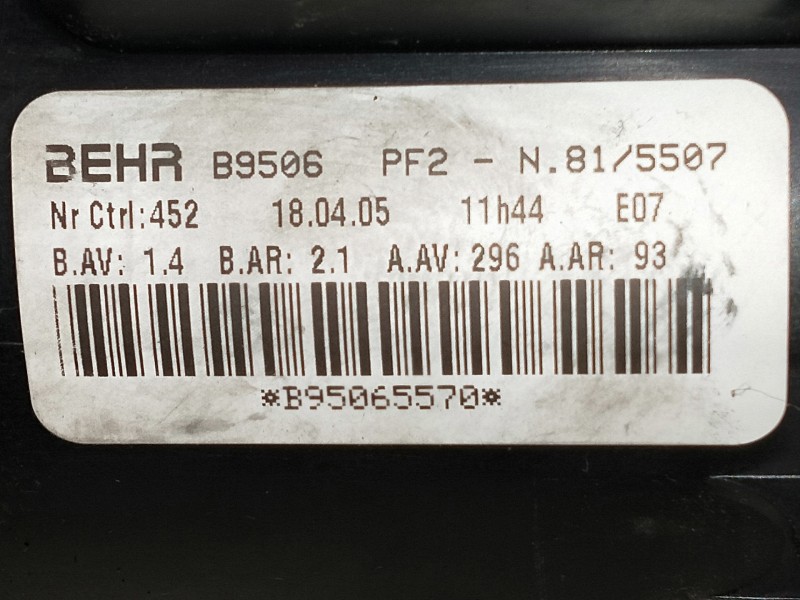 BEHR B9506 PF2 - N.81/5507
Nr Ctrl:452 18.04.05 11h44 E07
B.AV: 1.4 B.AR: 2.1 A.AV: 296 A.AR: 93
*B95065570*